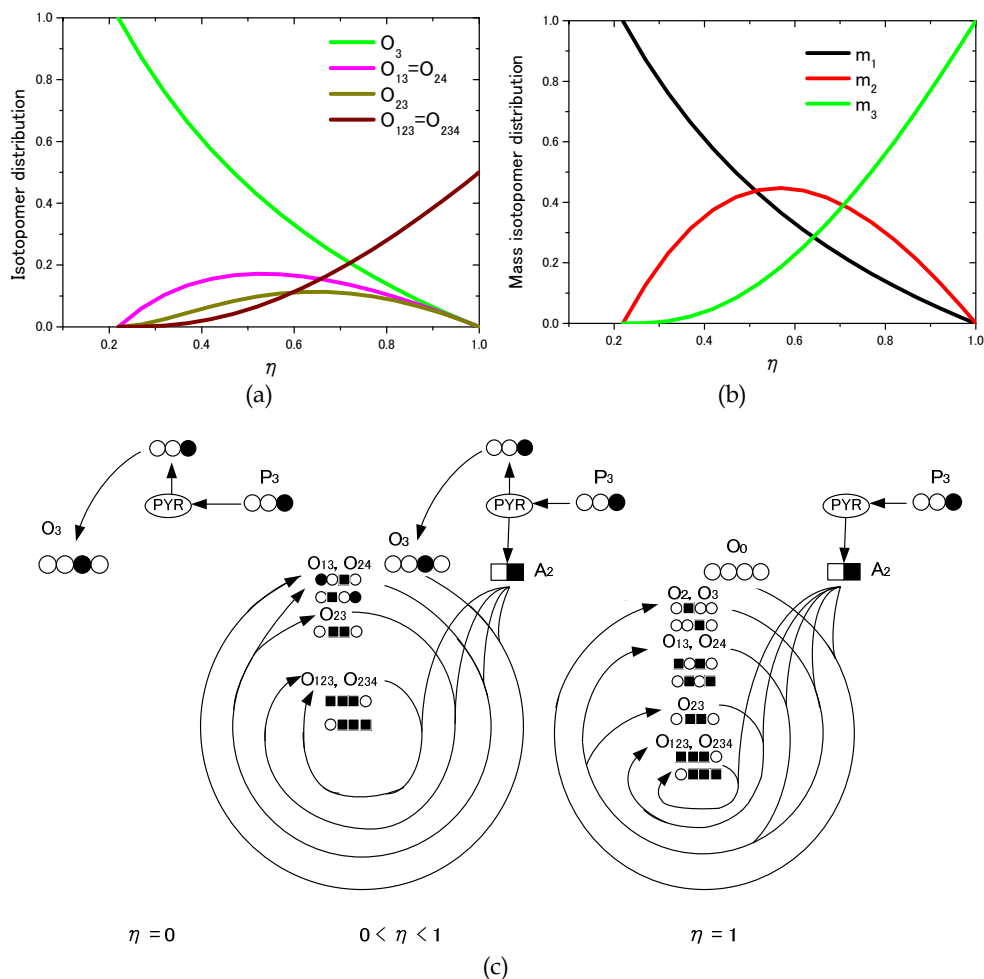 1.0
0.8
0.6
0.4
0.2
0.0
Isotopomer distribution
O3
O13=O24
O23
O123=O234
0.2 0.4 0.6 0.8 1.0
η
(a)
1.0
0.8
0.6
0.4
0.2
0.0
Mass isotopomer distribution
m1
m2
m3
0.2 0.4 0.6 0.8 1.0
η
(b)
PYR
P3
O3
PYR
P3
O3
A2
O13, O24
O23
O123, O234
PYR
P3
A2
O0
O2, O3
O13, O24
O23
O123, O234
η = 0
0 < η < 1
η = 1
(c)